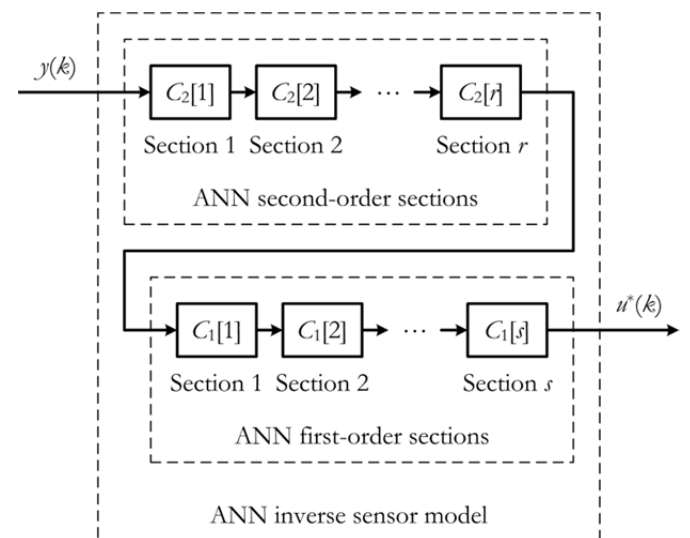 y(k)
C₂[1] C₂[2] ··· C₂[r]
Section 1 Section 2 Section r
ANN second-order sections
u*(k)
C₁[1] C₁[2] ··· C₁[s]
Section 1 Section 2 Section s
ANN first-order sections
ANN inverse sensor model